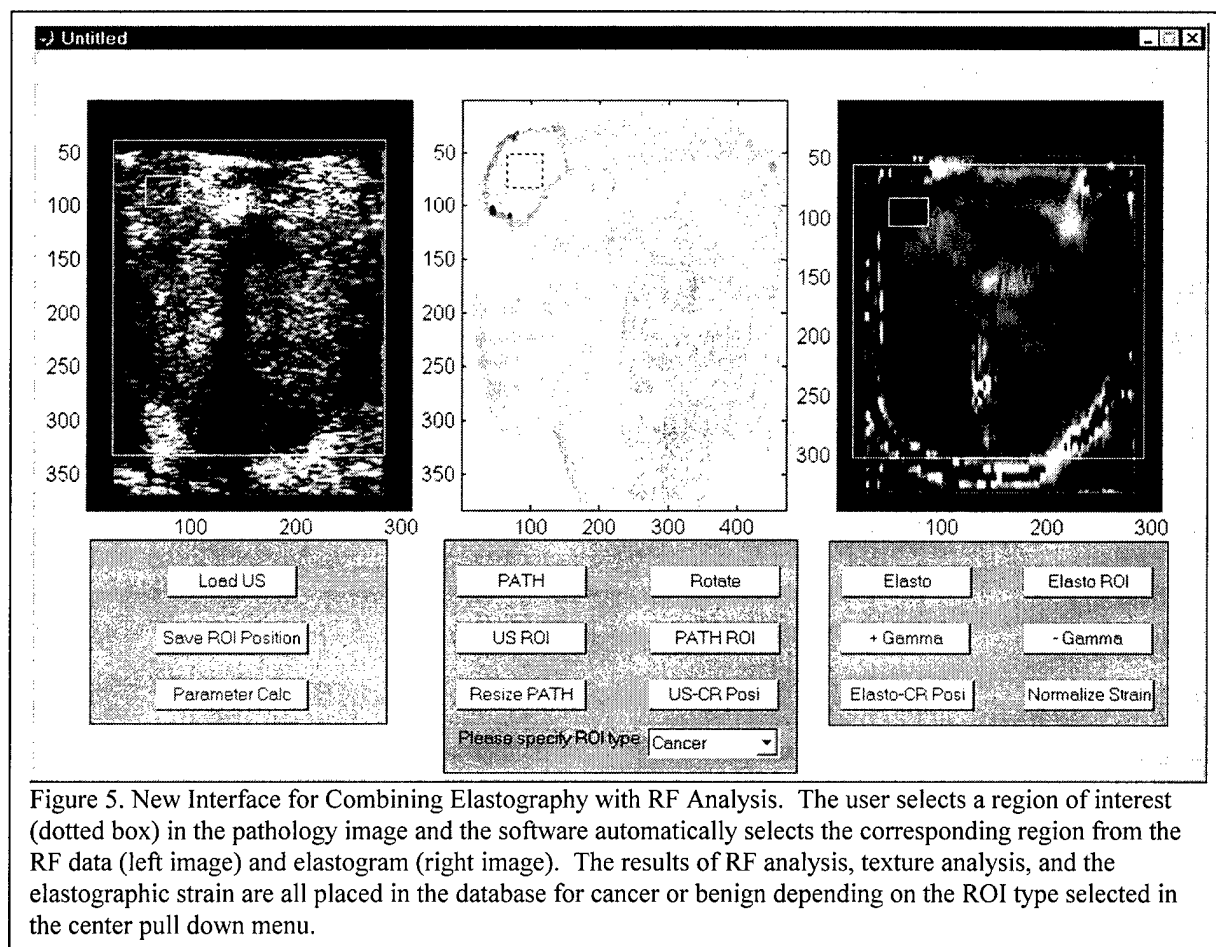 Untitled
50
100
150
200
250
300
350
100 200 300
50
100
150
200
250
300
350
100 200 300 400
50
100
150
200
250
300
100 200 300
Load US
Save ROI Position
Parameter Calc
PATH Rotate
US ROI PATH ROI
Resize PATH US-CR Posi
Please specify ROI type Cancer
Elasto Elasto ROI
+ Gamma - Gamma
Elasto-CR Posi Normalize Strain
Figure 5. New Interface for Combining Elastography with RF Analysis. The user selects a region of interest
(dotted box) in the pathology image and the software automatically selects the corresponding region from the
RF data (left image) and elastogram (right image). The results of RF analysis, texture analysis, and the
elastographic strain are all placed in the database for cancer or benign depending on the ROI type selected in
the center pull down menu.